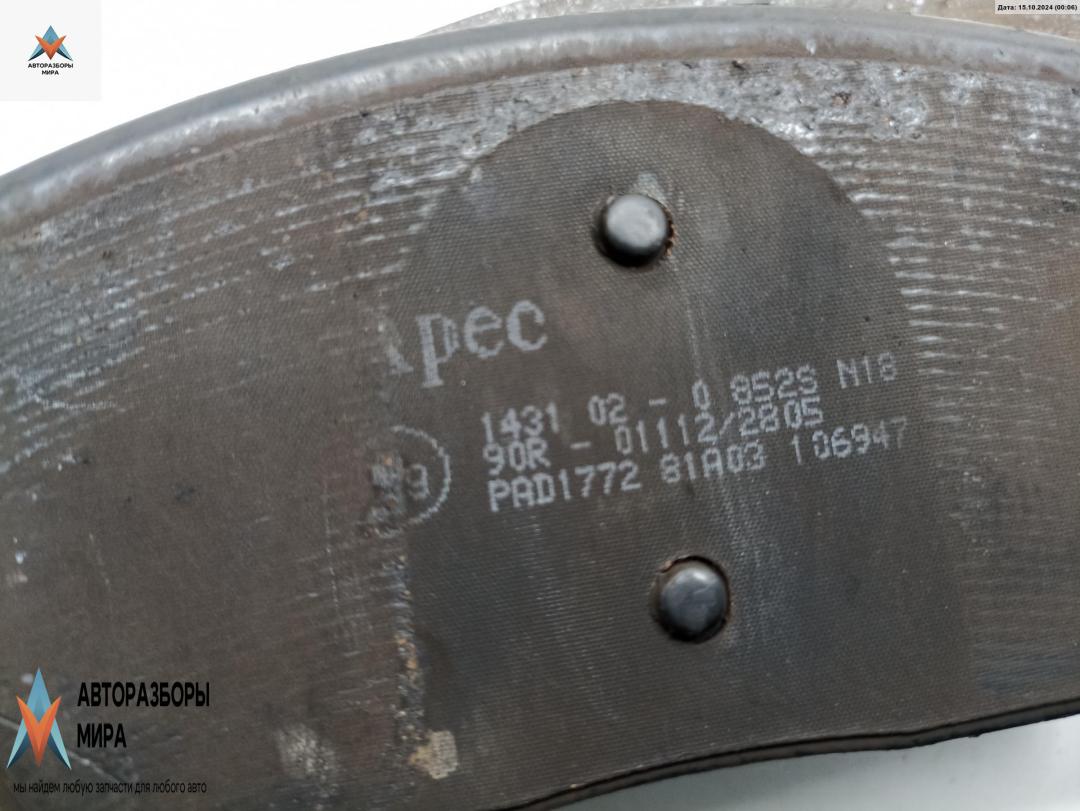 Дата: 15.10.2024 (00:06)
АВТОРАЗБОРЫ
МИРА
Apec
1431 02 - 0 852S N18
90R - 01112/2805
PAD1772 81A03 106947
АВТОРАЗБОРЫ
МИРА
мы найдем любую запчасти для любого авто